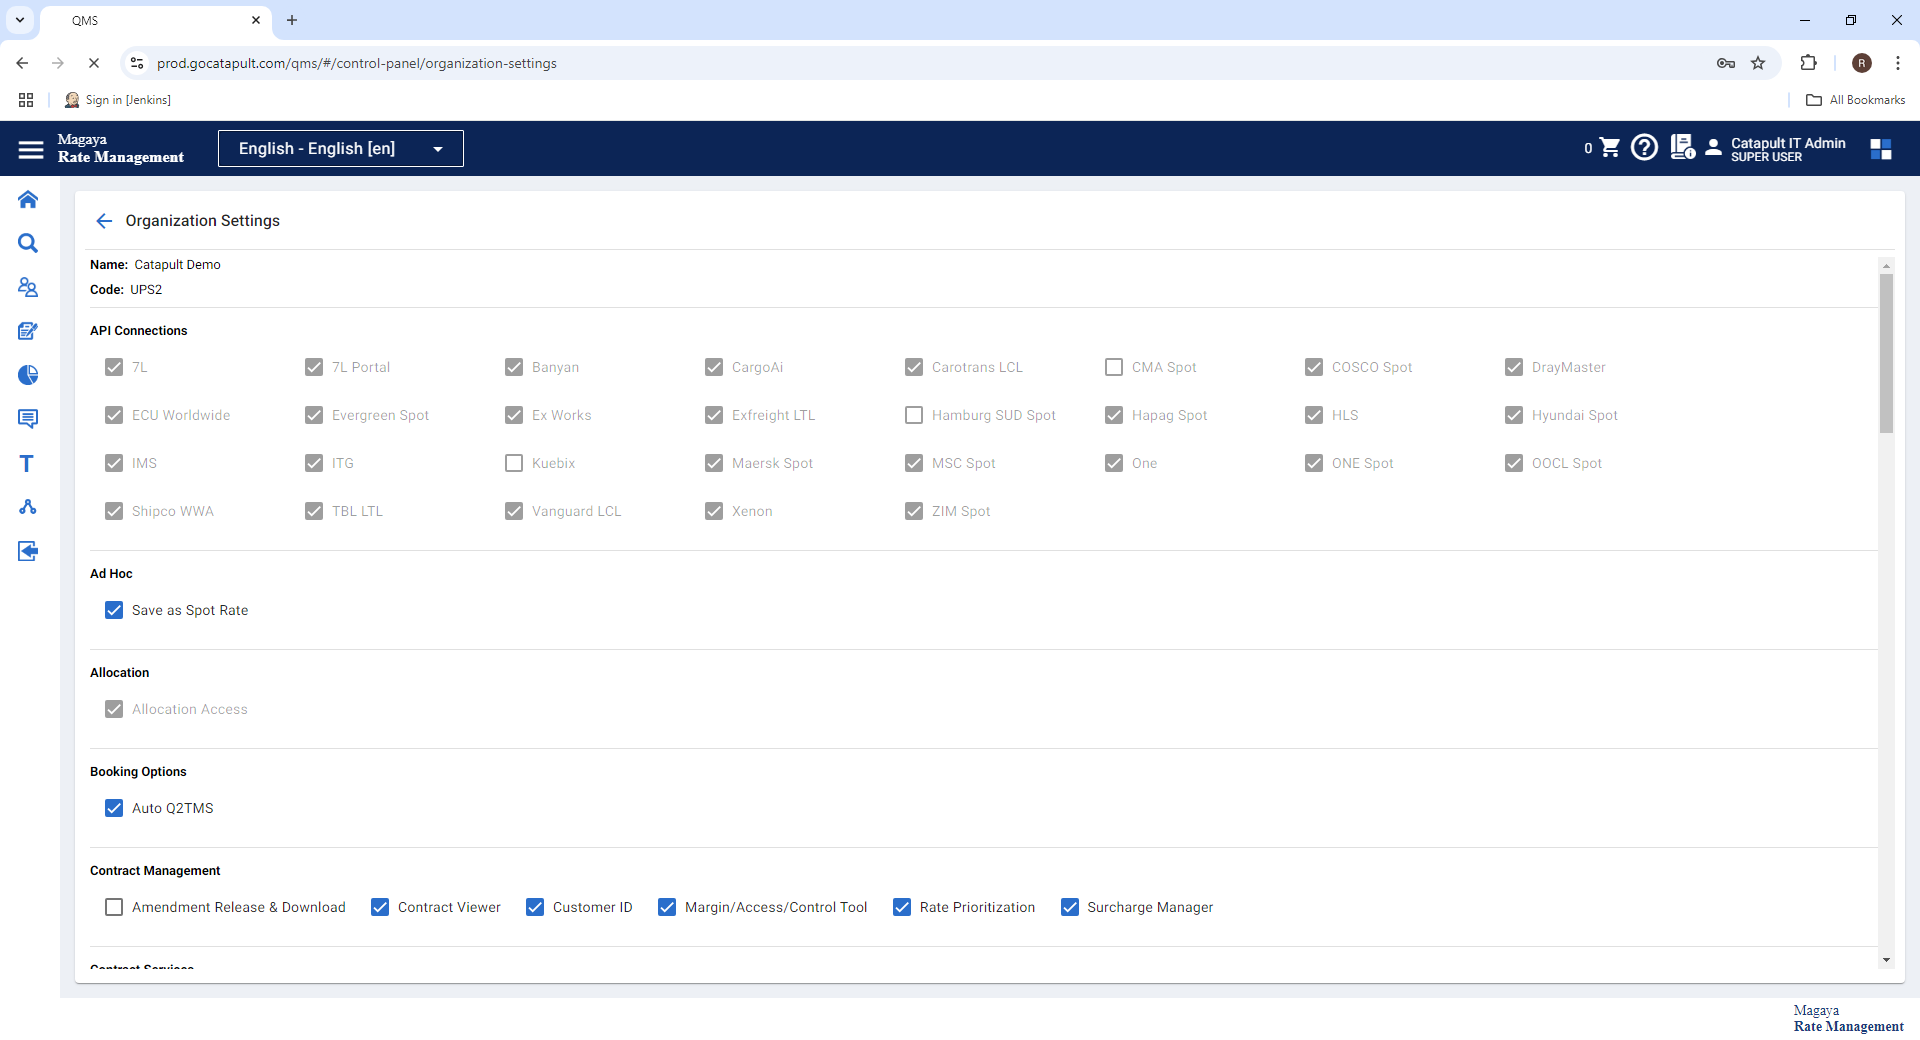 QMS
prod.gocatapult.com/qms/#/control-panel/organization-settings
R
Sign in [Jenkins]
All Bookmarks
Magaya
Rate Management
English - English [en]
0
Catapult IT Admin
SUPER USER
Organization Settings
Name: Catapult Demo
Code: UPS2
API Connections
7L 7L Portal Banyan CargoAi Carotrans LCL CMA Spot COSCO Spot DrayMaster
ECU Worldwide Evergreen Spot Ex Works Exfreight LTL Hamburg SUD Spot Hapag Spot HLS Hyundai Spot
IMS ITG Kuebix Maersk Spot MSC Spot One ONE Spot OOCL Spot
Shipco WWA TBL LTL Vanguard LCL Xenon ZIM Spot
Ad Hoc
Save as Spot Rate
Allocation
Allocation Access
Booking Options
Auto Q2TMS
Contract Management
Amendment Release & Download Contract Viewer Customer ID Margin/Access/Control Tool Rate Prioritization Surcharge Manager
Contract Services
Magaya
Rate Management